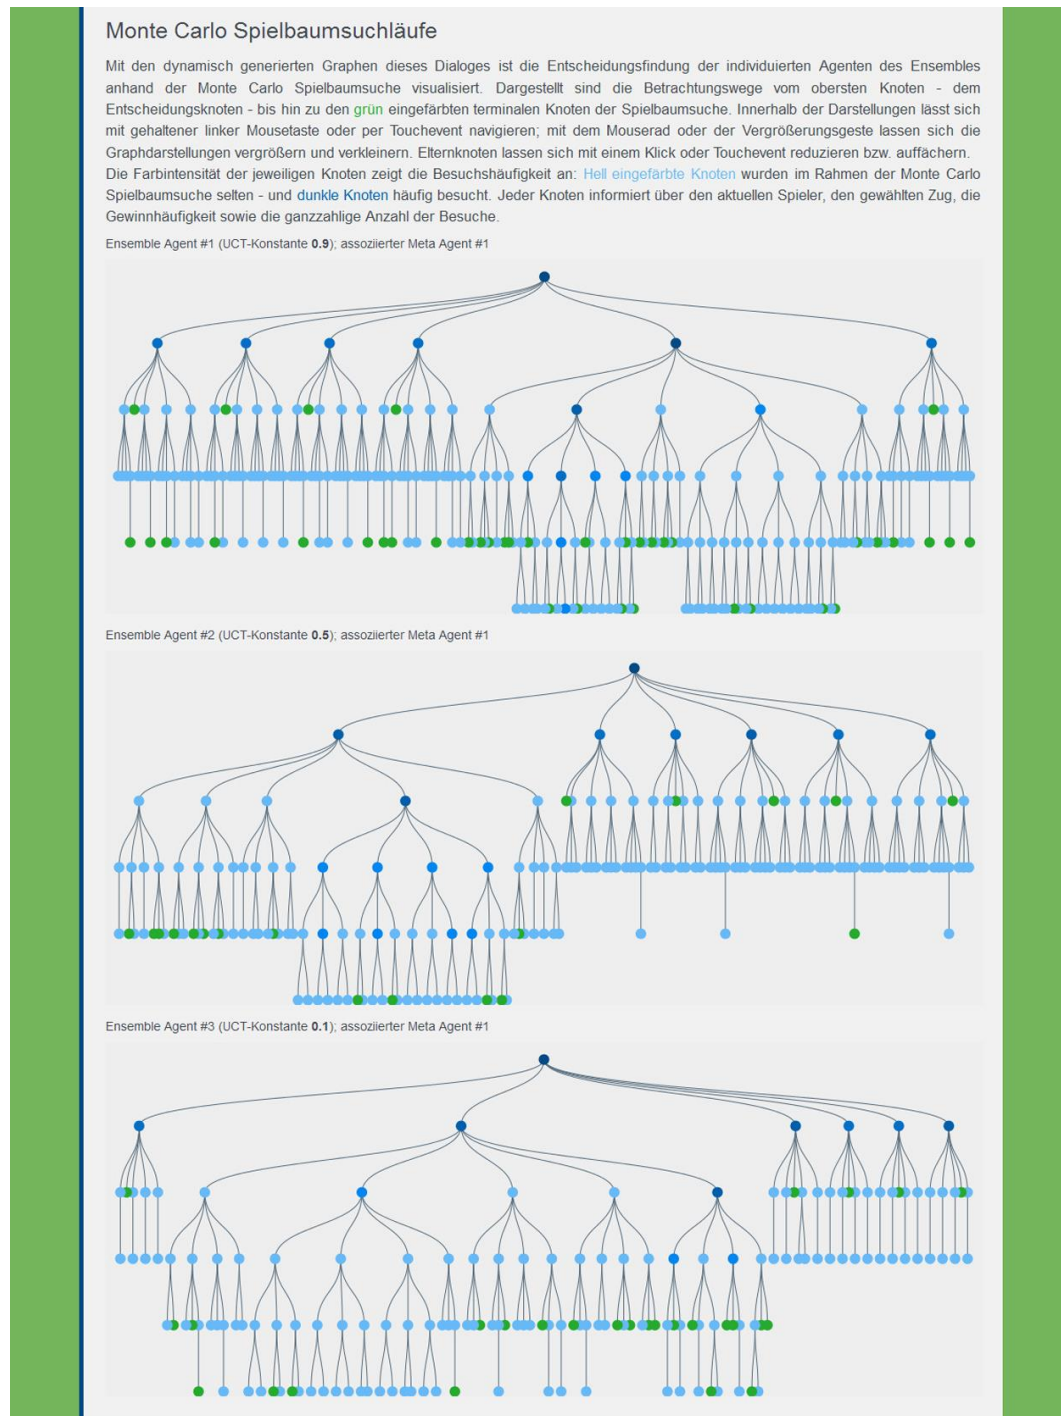 Monte Carlo Spielbaumsuchläufe
Mit den dynamisch generierten Graphen dieses Dialoges ist die Entscheidungsfindung der individuierten Agenten des Ensembles
anhand der Monte Carlo Spielbaumsuche visualisiert. Dargestellt sind die Betrachtungswege vom obersten Knoten - dem
Entscheidungsknoten - bis hin zu den grün eingefärbten terminalen Knoten der Spielbaumsuche. Innerhalb der Darstellungen lässt sich
mit gehaltener linker Mousetaste oder per Touchevent navigieren; mit dem Mouserad oder der Vergrößerungsgeste lassen sich die
Graphdarstellungen vergrößern und verkleinern. Elternknoten lassen sich mit einem Klick oder Touchevent reduzieren bzw. auffächern.
Die Farbintensität der jeweiligen Knoten zeigt die Besuchshäufigkeit an: Hell eingefärbte Knoten wurden im Rahmen der Monte Carlo
Spielbaumsuche selten - und dunkle Knoten häufig besucht. Jeder Knoten informiert über den aktuellen Spieler, den gewählten Zug, die
Gewinnhäufigkeit sowie die ganzzahlige Anzahl der Besuche.
Ensemble Agent #1 (UCT-Konstante 0.9); assoziierter Meta Agent #1
Ensemble Agent #2 (UCT-Konstante 0.5); assoziierter Meta Agent #1
Ensemble Agent #3 (UCT-Konstante 0.1); assoziierter Meta Agent #1